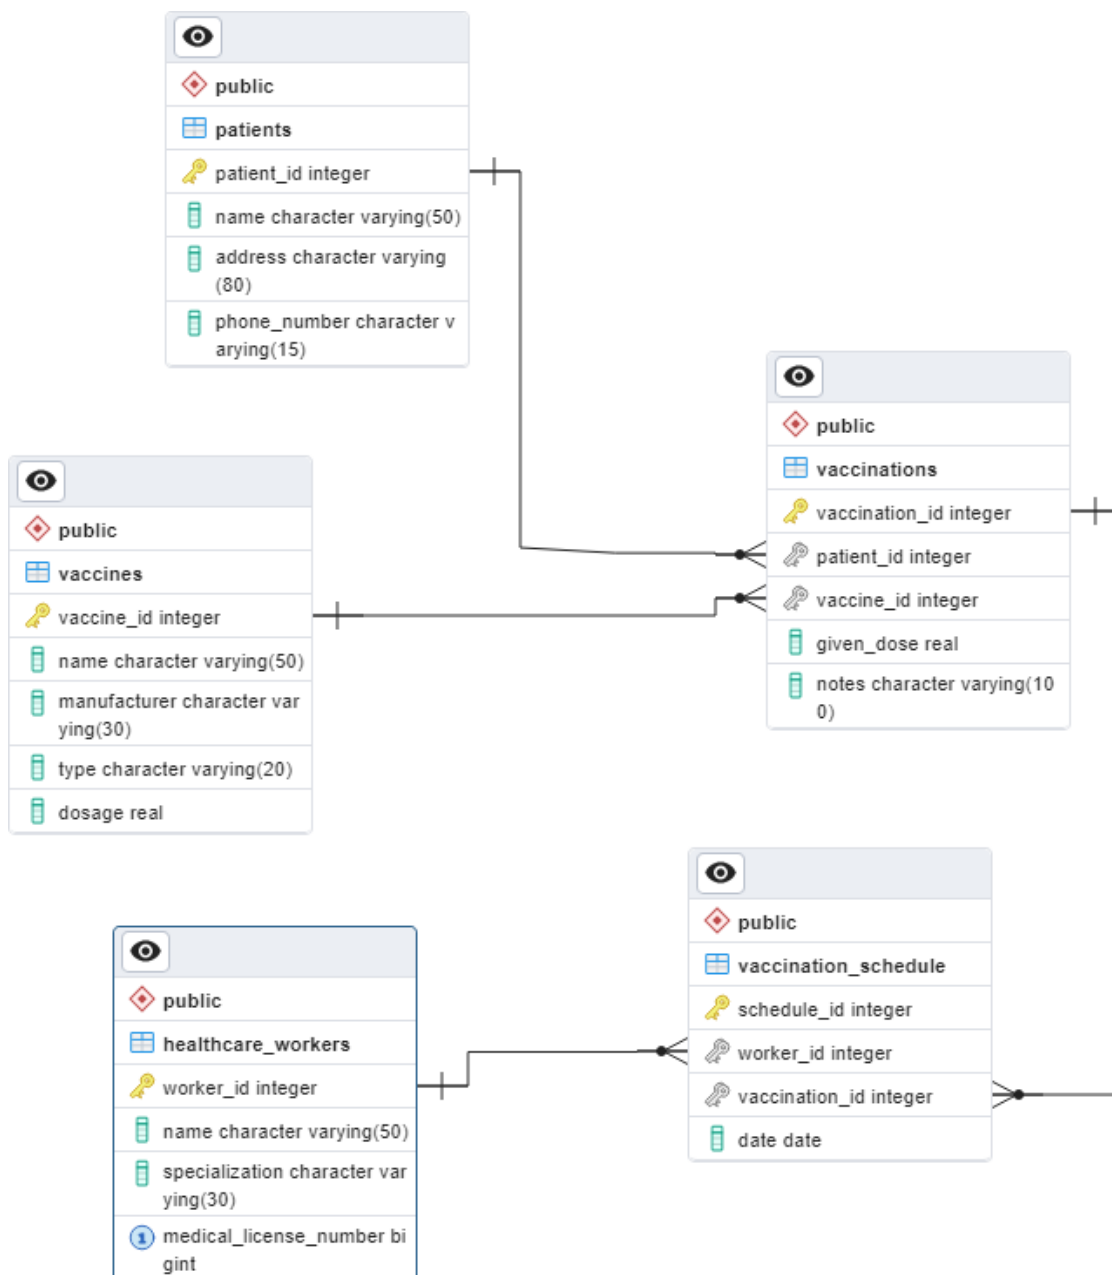 public
patients
patient_id integer
name character varying(50)
address character varying
(80)
phone_number character v
arying(15)
public
vaccinations
vaccination_id integer
patient_id integer
vaccine_id integer
given_dose real
notes character varying(10
0)
public
vaccines
vaccine_id integer
name character varying(50)
manufacturer character var
ying(30)
type character varying(20)
dosage real
public
vaccination_schedule
schedule_id integer
worker_id integer
vaccination_id integer
date date
public
healthcare_workers
worker_id integer
name character varying(50)
specialization character var
ying(30)
1 medical_license_number bi
gint